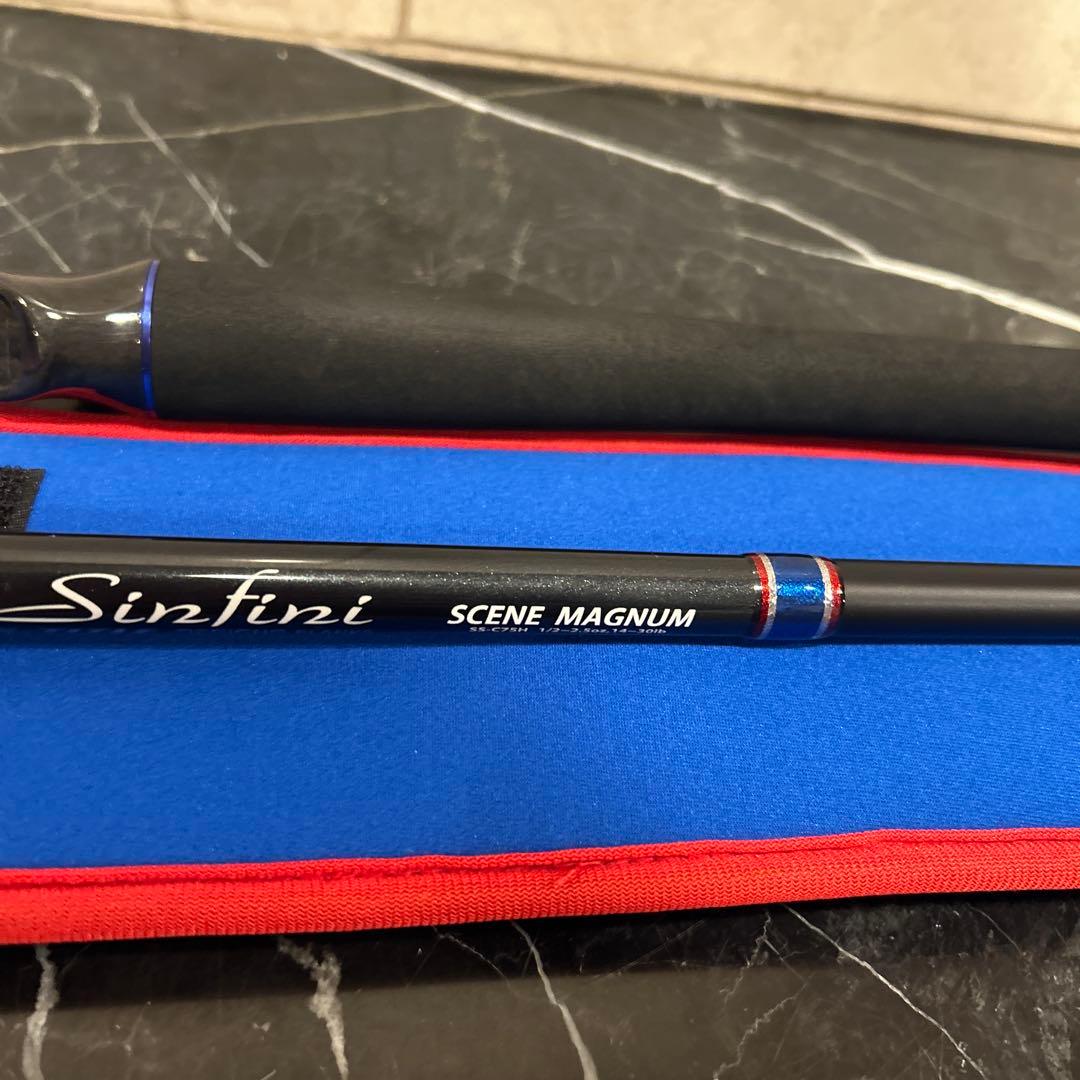 Sinfini SCENE MAGNUM
SS-C75H 1/2-2.5oz, 14-30lb